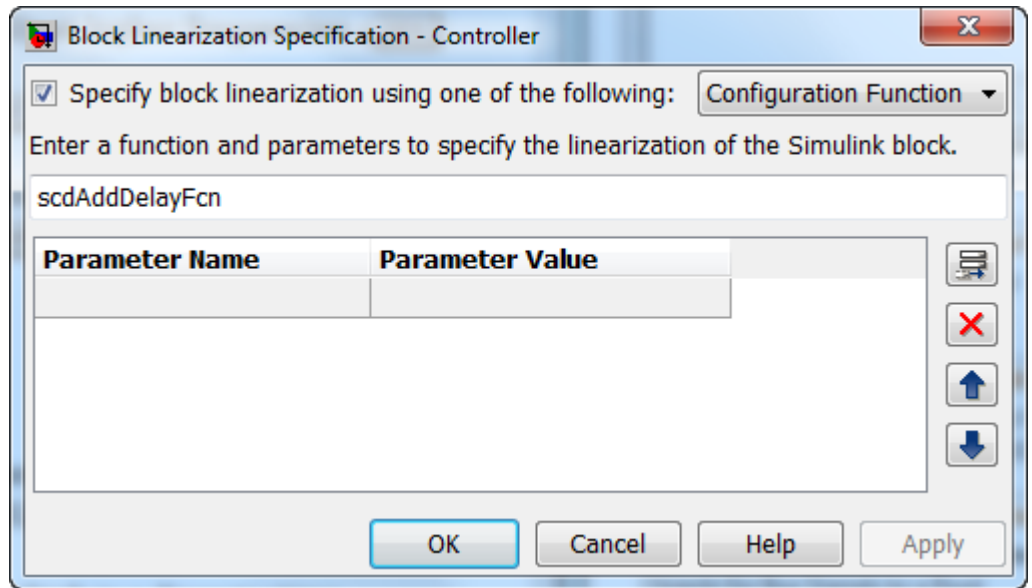 Block Linearization Specification - Controller
Specify block linearization using one of the following: Configuration Function
Enter a function and parameters to specify the linearization of the Simulink block.
scdAddDelayFcn
Parameter Name Parameter Value
OK Cancel Help Apply